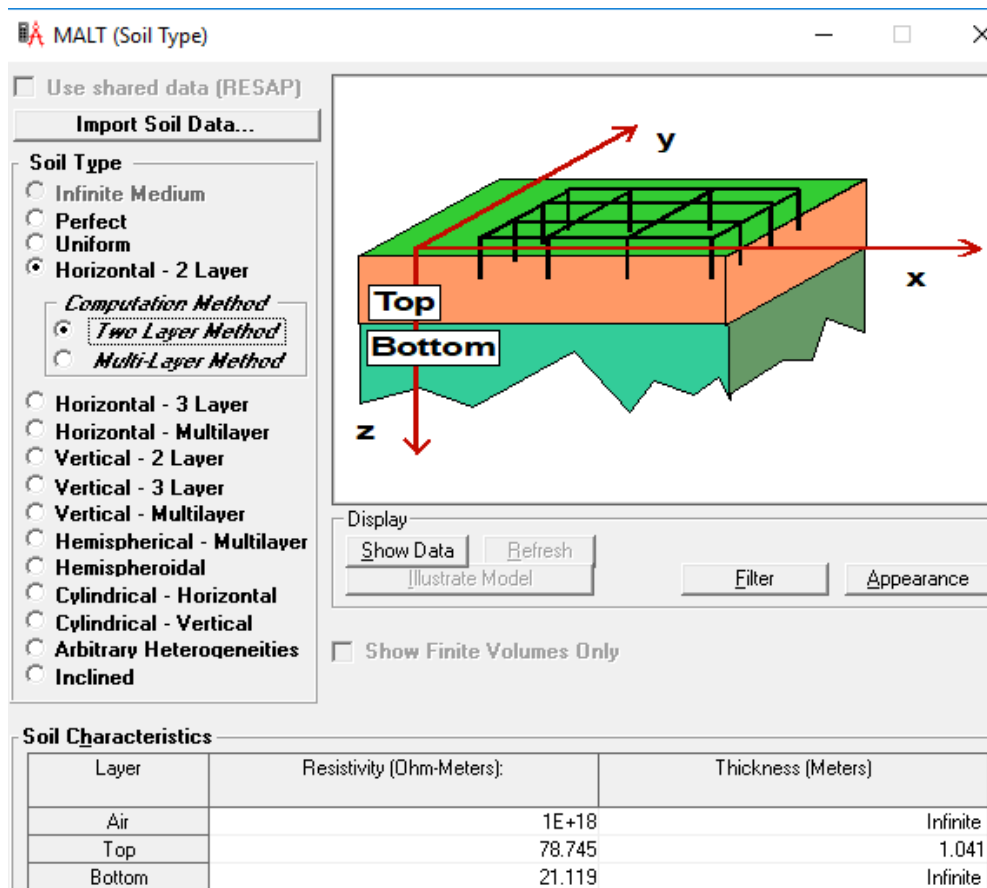 MALT (Soil Type)
Use shared data (RESAP)
Import Soil Data...
Soil Type
Infinite Medium
Perfect
Uniform
Horizontal - 2 Layer
Computation Method
Two Layer Method
Multi-Layer Method
Horizontal - 3 Layer
Horizontal - Multilayer
Vertical - 2 Layer
Vertical - 3 Layer
Vertical - Multilayer
Hemispherical - Multilayer
Hemispheroidal
Cylindrical - Horizontal
Cylindrical - Vertical
Arbitrary Heterogeneities
Inclined
y
x
Top
Bottom
z
Display
Show Data Refresh
Illustrate Model Filter Appearance
Show Finite Volumes Only
Soil Characteristics
Layer Resistivity (Ohm-Meters): Thickness (Meters)
Air 1E+18 Infinite
Top 78.745 1.041
Bottom 21.119 Infinite